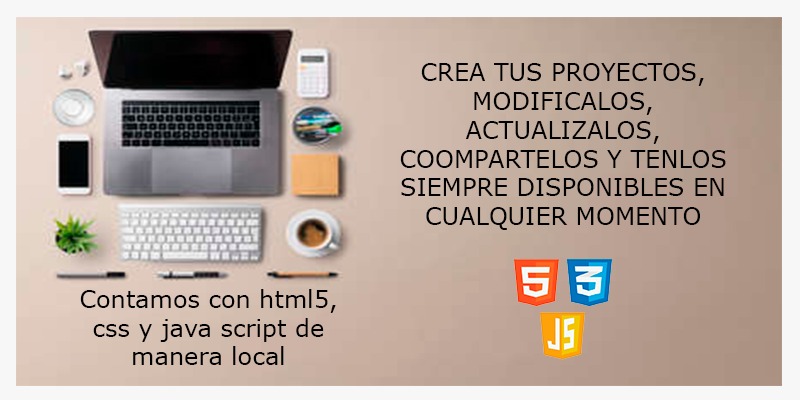 CREA TUS PROYECTOS,
MODIFICALOS,
ACTUALIZALOS,
COOMPARTELOS Y TENLOS
SIEMPRE DISPONIBLES EN
CUALQUIER MOMENTO
5 3
JS
Contamos con html5,
css y java script de
manera local